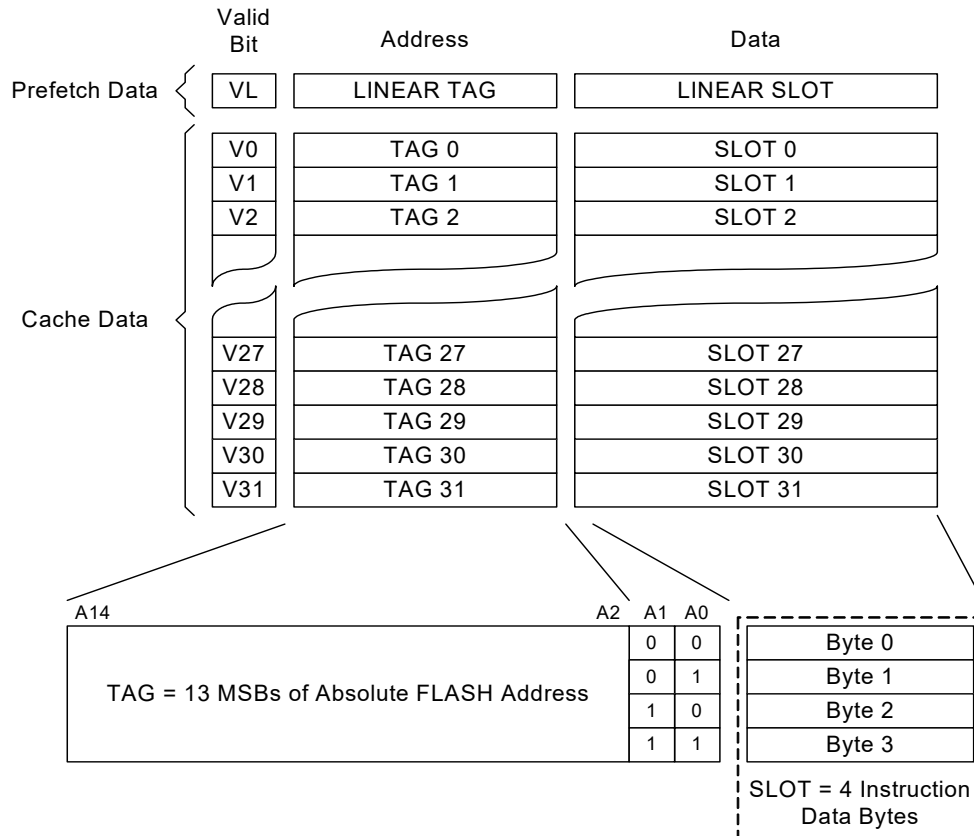 Valid
Bit
Address
Data
Prefetch Data
VL
LINEAR TAG
LINEAR SLOT
Cache Data
V0
TAG 0
SLOT 0
V1
TAG 1
SLOT 1
V2
TAG 2
SLOT 2
V27
TAG 27
SLOT 27
V28
TAG 28
SLOT 28
V29
TAG 29
SLOT 29
V30
TAG 30
SLOT 30
V31
TAG 31
SLOT 31
A14
A2
A1
A0
TAG = 13 MSBs of Absolute FLASH Address
0
0
Byte 0
0
1
Byte 1
1
0
Byte 2
1
1
Byte 3
SLOT = 4 Instruction
Data Bytes